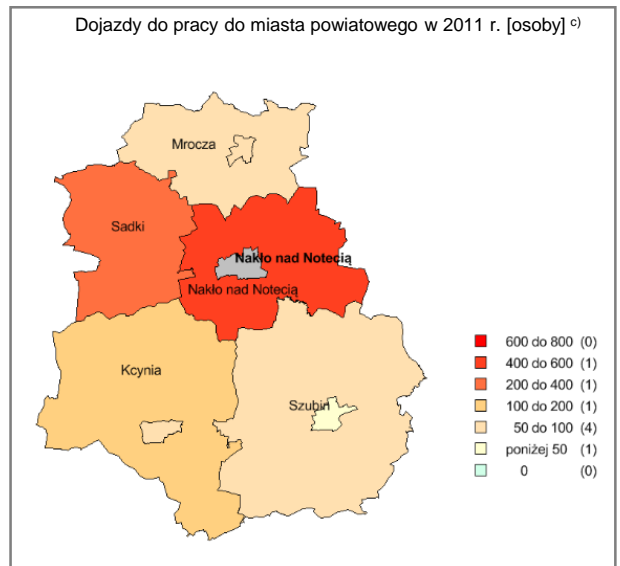 Dojazdy do pracy do miasta powiatowego w 2011 r. [osoby] c)
Mrocza
Sadki
Nakło nad Notecią
Nakło nad Notecią
Kcynia
Szubin
600 do 800 (0)
400 do 600 (1)
200 do 400 (1)
100 do 200 (1)
50 do 100 (4)
poniżej 50 (1)
0 (0)